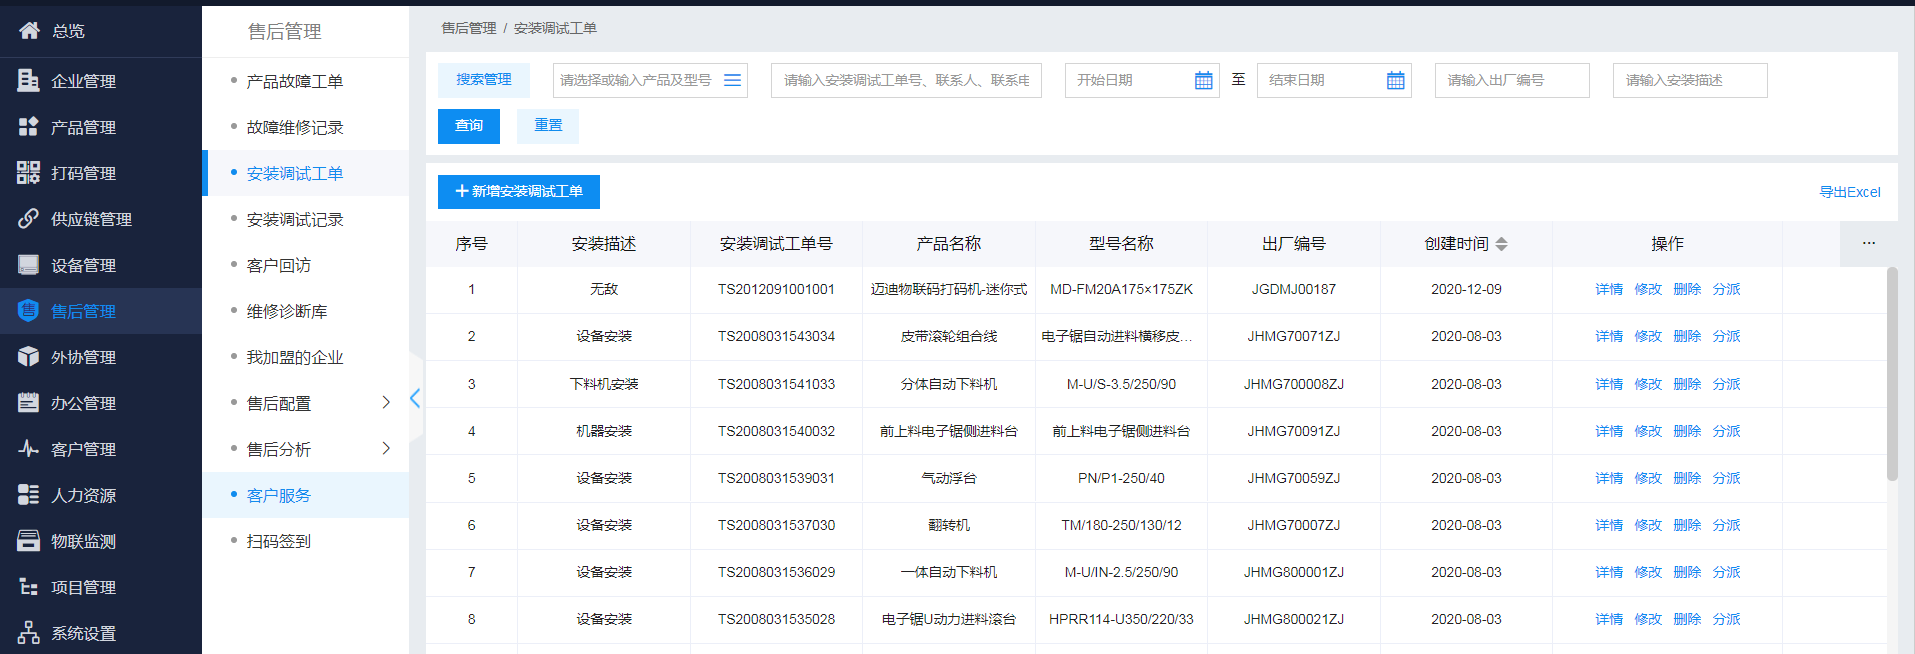 总览
企业管理
产品管理
打码管理
供应链管理
设备管理
售后管理
外协管理
办公管理
客户管理
人力资源
物联监测
项目管理
系统设置
售后管理
产品故障工单
故障维修记录
安装调试工单
安装调试记录
客户回访
维修诊断库
我加盟的企业
售后配置
售后分析
客户服务
扫码签到
售后管理 / 安装调试工单
搜索管理 请选择或输入产品及型号 请输入安装调试工单号、联系人、联系电 开始日期 至 结束日期 请输入出厂编号 请输入安装描述
查询 重置
+新增安装调试工单 导出Excel
序号 安装描述 安装调试工单号 产品名称 型号名称 出厂编号 创建时间 操作 ...
1 无敌 TS2012091001001 迈迪物联码打码机-迷你式 MD-FM20A175×175ZK JGDMJ00187 2020-12-09 详情 修改 删除 分派
2 设备安装 TS2008031543034 皮带滚轮组合线 电子锯自动进料横移皮... JHMG70071ZJ 2020-08-03 详情 修改 删除 分派
3 下料机安装 TS2008031541033 分体自动下料机 M-U/S-3.5/250/90 JHMG700008ZJ 2020-08-03 详情 修改 删除 分派
4 机器安装 TS2008031540032 前上料电子锯侧进料台 前上料电子锯侧进料台 JHMG70091ZJ 2020-08-03 详情 修改 删除 分派
5 设备安装 TS2008031539031 气动浮台 PN/P1-250/40 JHMG70059ZJ 2020-08-03 详情 修改 删除 分派
6 设备安装 TS2008031537030 翻转机 TM/180-250/130/12 JHMG70007ZJ 2020-08-03 详情 修改 删除 分派
7 设备安装 TS2008031536029 一体自动下料机 M-U/IN-2.5/250/90 JHMG800001ZJ 2020-08-03 详情 修改 删除 分派
8 设备安装 TS2008031535028 电子锯U动力进料滚台 HPRR114-U350/220/33 JHMG800021ZJ 2020-08-03 详情 修改 删除 分派